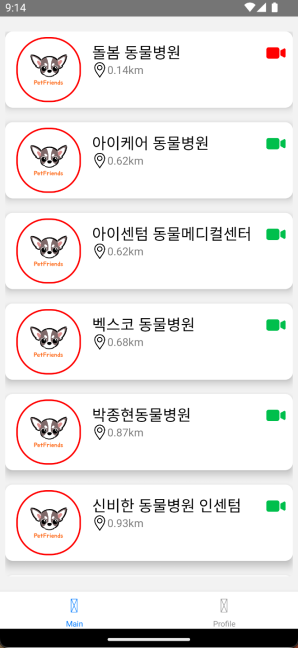 9:14
돌봄 동물병원
0.14km
PetFriends
아이케어 동물병원
0.62km
PetFriends
아이센텀 동물메디컬센터
0.62km
PetFriends
벡스코 동물병원
0.68km
PetFriends
박종현동물병원
0.87km
PetFriends
신비한 동물병원 인센텀
0.93km
PetFriends
Main
Profile